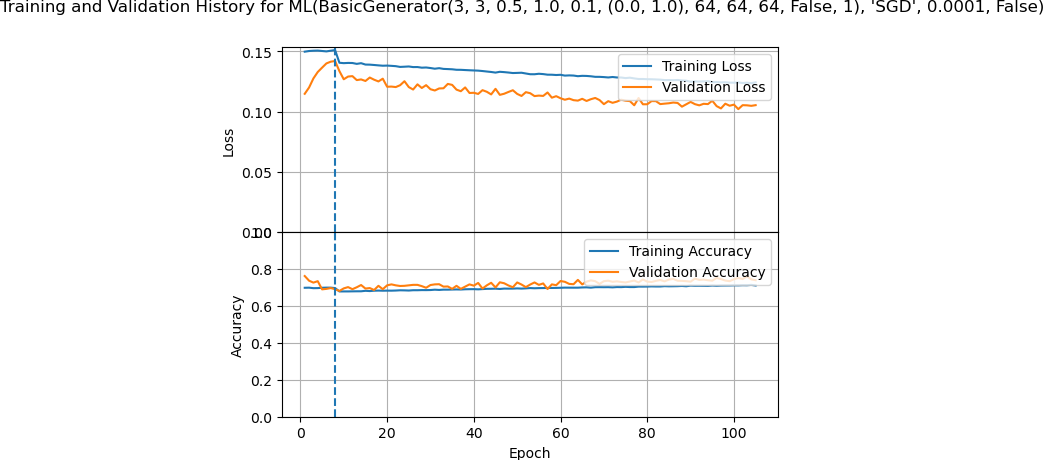 Training and Validation History for ML(BasicGenerator(3, 3, 0.5, 1.0, 0.1, (0.0, 1.0), 64, 64, 64, False, 1), 'SGD', 0.0001, False)
0.15
0.10
0.05
0.00
Loss
Training Loss
Validation Loss
1.0
0.8
0.6
0.4
0.2
0.0
Accuracy
Training Accuracy
Validation Accuracy
0 20 40 60 80 100
Epoch